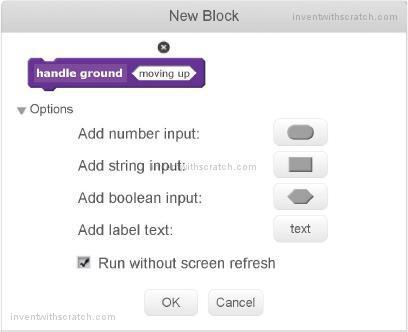 New Block
inventwithscratch.com
handle ground moving up
Options
Add number input:
Add string input:
inventwithscratch.com
Add boolean input:
Add label text: text
Run without screen refresh
OK Cancel
inventwithscratch.com